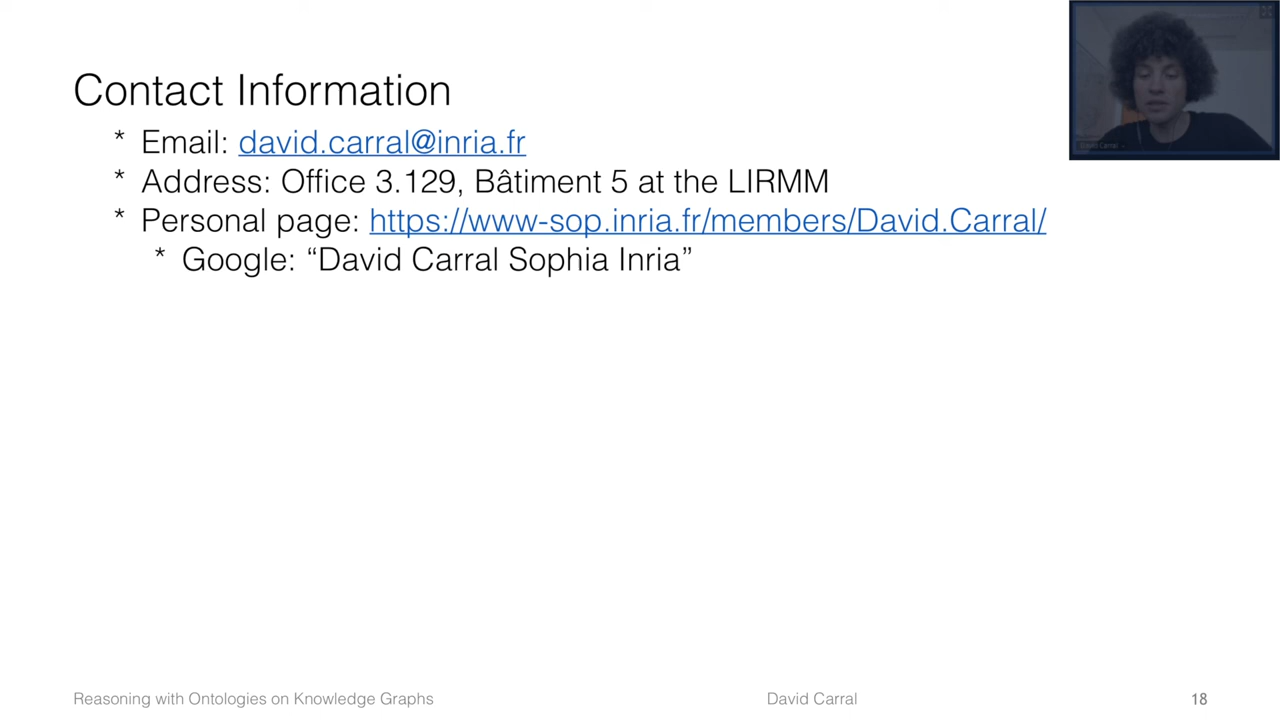 Contact Information
* Email: david.carral@inria.fr
* Address: Office 3.129, Bâtiment 5 at the LIRMM
* Personal page: https://www-sop.inria.fr/members/David.Carral/
* Google: “David Carral Sophia Inria”
David Carral
Reasoning with Ontologies on Knowledge Graphs
David Carral
18